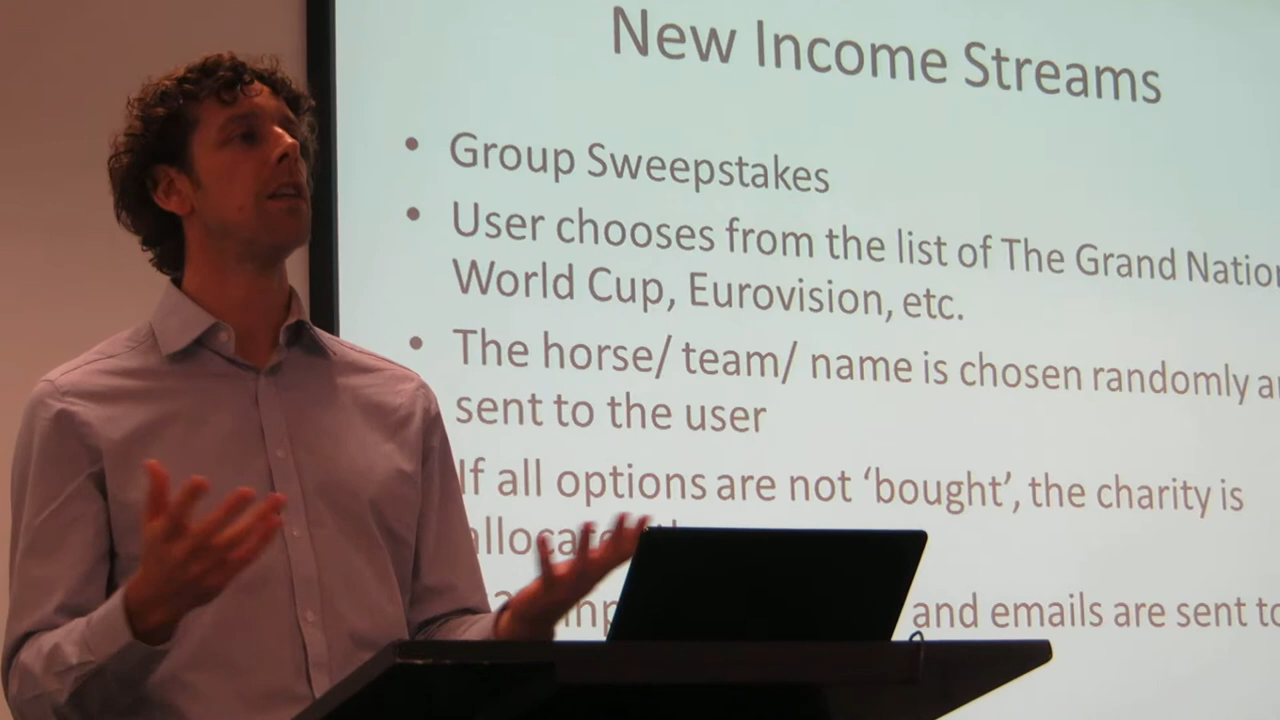 New Income Streams
• Group Sweepstakes
• User chooses from the list of The Grand
World Cup, Eurovision, etc.
• The horse/ team/ name is chosen randomly
sent to the user
If all options are not ‘bought’, the charity is
and emails are sent to